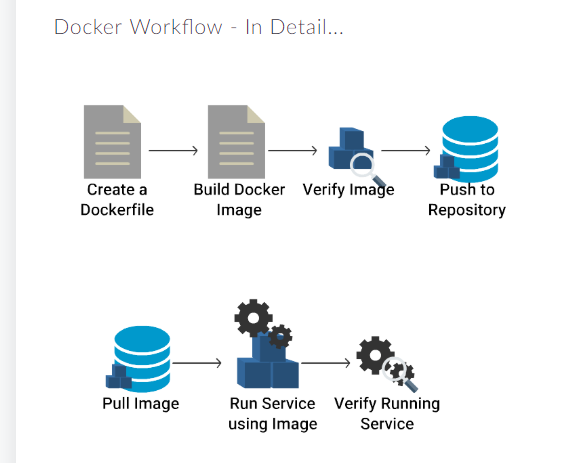 Docker Workflow - In Detail...
Create a
Dockerfile
Build Docker
Image
Verify Image
Push to
Repository
Pull Image
Run Service
using Image
Verify Running
Service